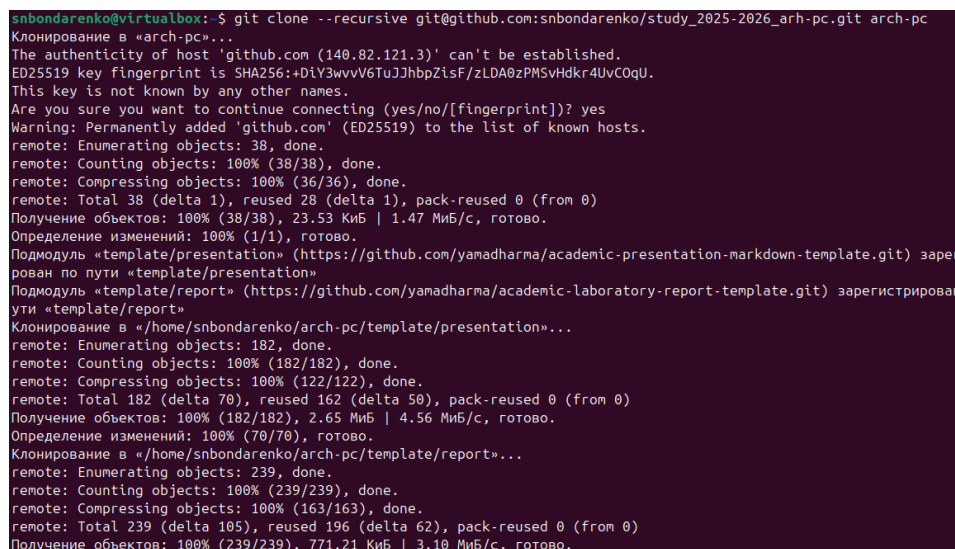 snbondarenko@virtualbox:~$ git clone --recursive git@github.com:snbondarenko/study_2025-2026_arh-pc.git arch-pc
Клонирование в «arch-pc»...
The authenticity of host 'github.com (140.82.121.3)' can't be established.
ED25519 key fingerprint is SHA256:+DiY3wvvV6TuJJhbpZisF/zLDA0zPMSvHdkr4UvCOqU.
This key is not known by any other names.
Are you sure you want to continue connecting (yes/no/[fingerprint])? yes
Warning: Permanently added 'github.com' (ED25519) to the list of known hosts.
remote: Enumerating objects: 38, done.
remote: Counting objects: 100% (38/38), done.
remote: Compressing objects: 100% (36/36), done.
remote: Total 38 (delta 1), reused 28 (delta 1), pack-reused 0 (from 0)
Получение объектов: 100% (38/38), 23.53 КиБ | 1.47 МиБ/с, готово.
Определение изменений: 100% (1/1), готово.
Подмодуль «template/presentation» (https://github.com/yamadharma/academic-presentation-markdown-template.git) заре
рован по пути «template/presentation»
Подмодуль «template/report» (https://github.com/yamadharma/academic-laboratory-report-template.git) зарегистрирова
ути «template/report»
Клонирование в «/home/snbondarenko/arch-pc/template/presentation»...
remote: Enumerating objects: 182, done.
remote: Counting objects: 100% (182/182), done.
remote: Compressing objects: 100% (122/122), done.
remote: Total 182 (delta 70), reused 162 (delta 50), pack-reused 0 (from 0)
Получение объектов: 100% (182/182), 2.65 МиБ | 4.56 МиБ/с, готово.
Определение изменений: 100% (70/70), готово.
Клонирование в «/home/snbondarenko/arch-pc/template/report»...
remote: Enumerating objects: 239, done.
remote: Counting objects: 100% (239/239), done.
remote: Compressing objects: 100% (163/163), done.
remote: Total 239 (delta 105), reused 196 (delta 62), pack-reused 0 (from 0)
Получение объектов: 100% (239/239), 771.21 КиБ | 3.10 МиБ/с, готово.